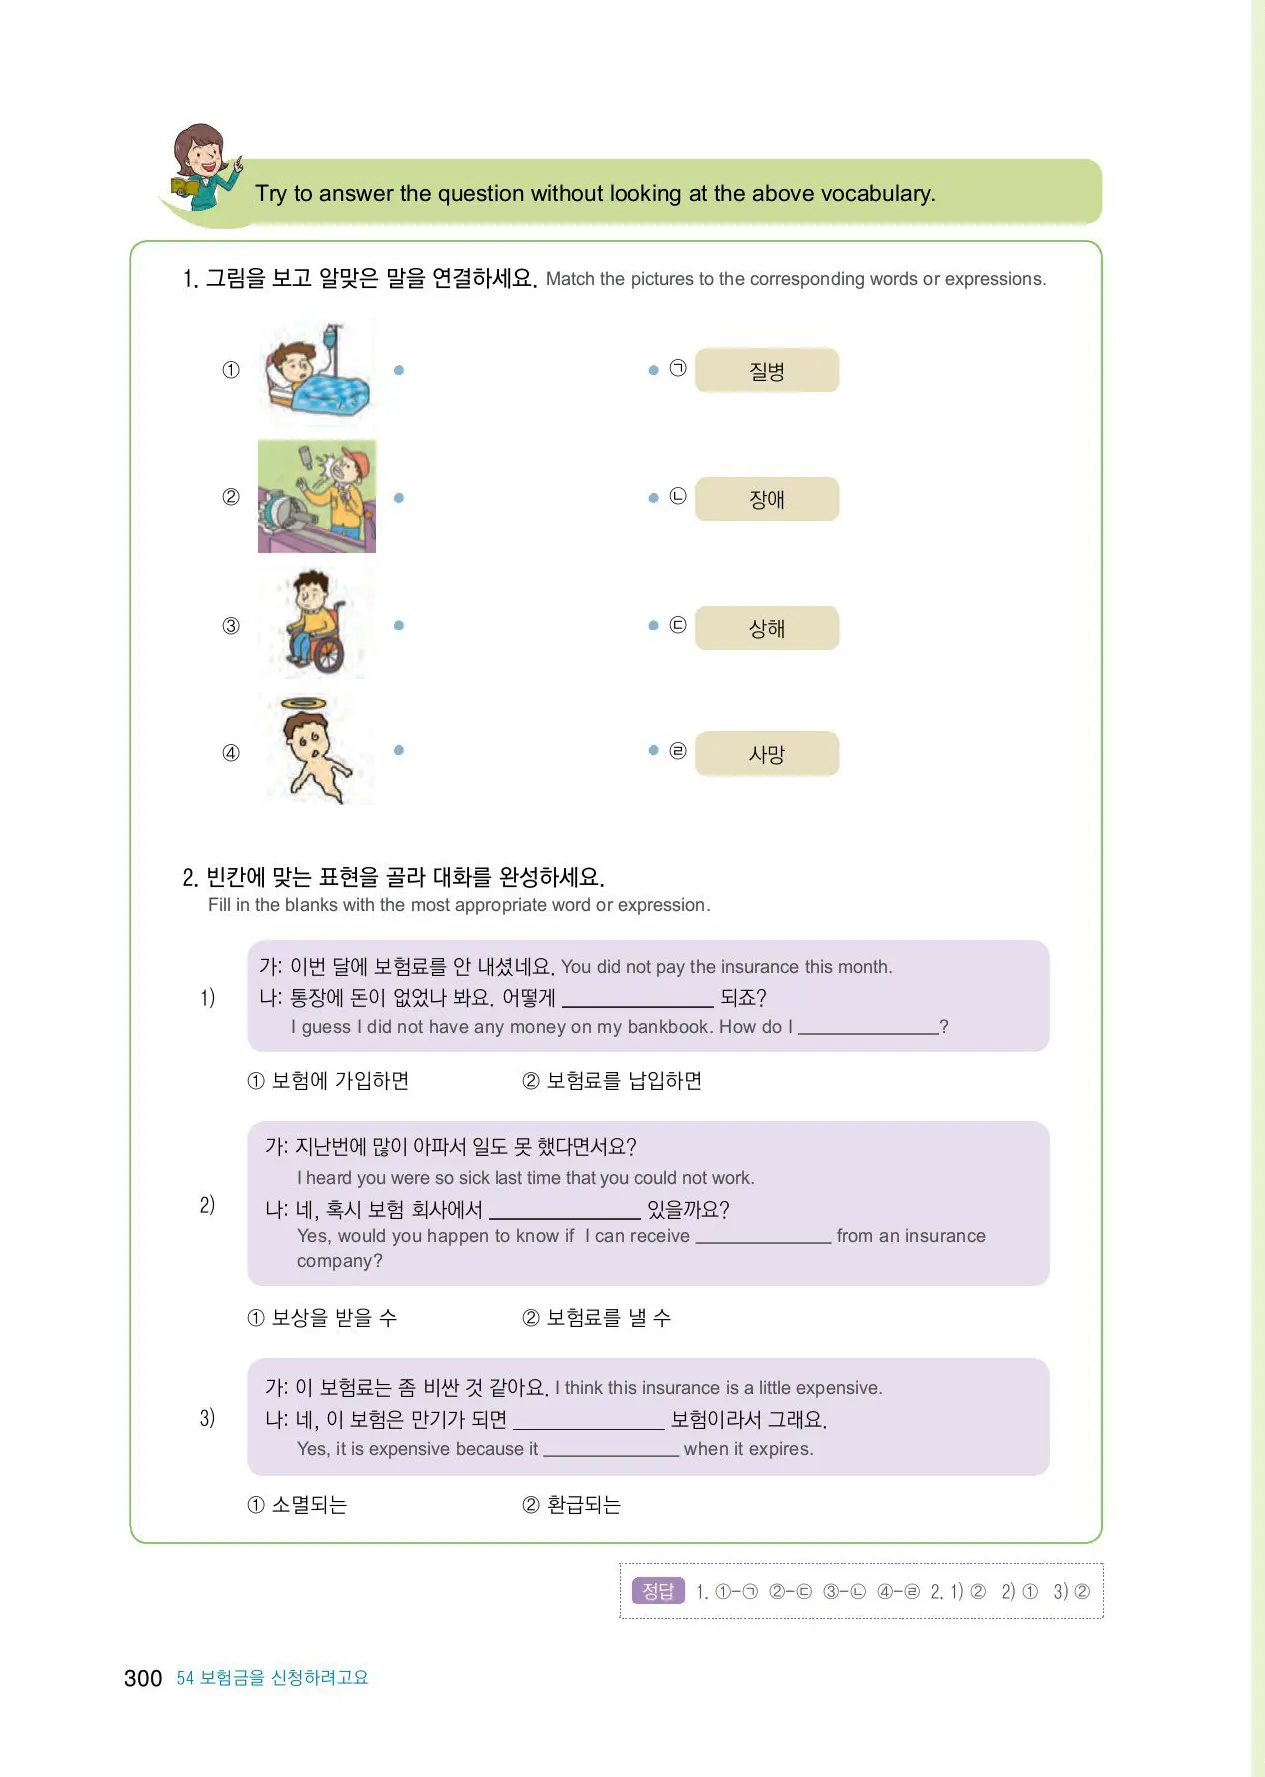 Try to answer the question without looking at the above vocabulary.
1. 그림을 보고 알맞은 말을 연결하세요. Match the pictures to the corresponding words or expressions.
① ㉠ 질병
② ㉡ 장애
③ ㉢ 상해
④ ㉣ 사망
2. 빈칸에 맞는 표현을 골라 대화를 완성하세요.
Fill in the blanks with the most appropriate word or expression.
가: 이번 달에 보험료를 안 내셨네요. You did not pay the insurance this month.
1) 나: 통장에 돈이 없었나 봐요. 어떻게 ______________ 되죠?
I guess I did not have any money on my bankbook. How do I ______________?
① 보험에 가입하면 ② 보험료를 납입하면
가: 지난번에 많이 아파서 일도 못 했다면서요?
I heard you were so sick last time that you could not work.
2) 나: 네, 혹시 보험 회사에서 ______________ 있을까요?
Yes, would you happen to know if I can receive ______________ from an insurance
company?
① 보상을 받을 수 ② 보험료를 낼 수
가: 이 보험료는 좀 비싼 것 같아요. I think this insurance is a little expensive.
3) 나: 네, 이 보험은 만기가 되면 ______________ 보험이라서 그래요.
Yes, it is expensive because it ______________ when it expires.
① 소멸되는 ② 환급되는
정답 1. ①-㉠ ②-㉢ ③-㉡ ④-㉣ 2. 1) ② 2) ① 3) ②
300 54 보험금을 신청하려고요